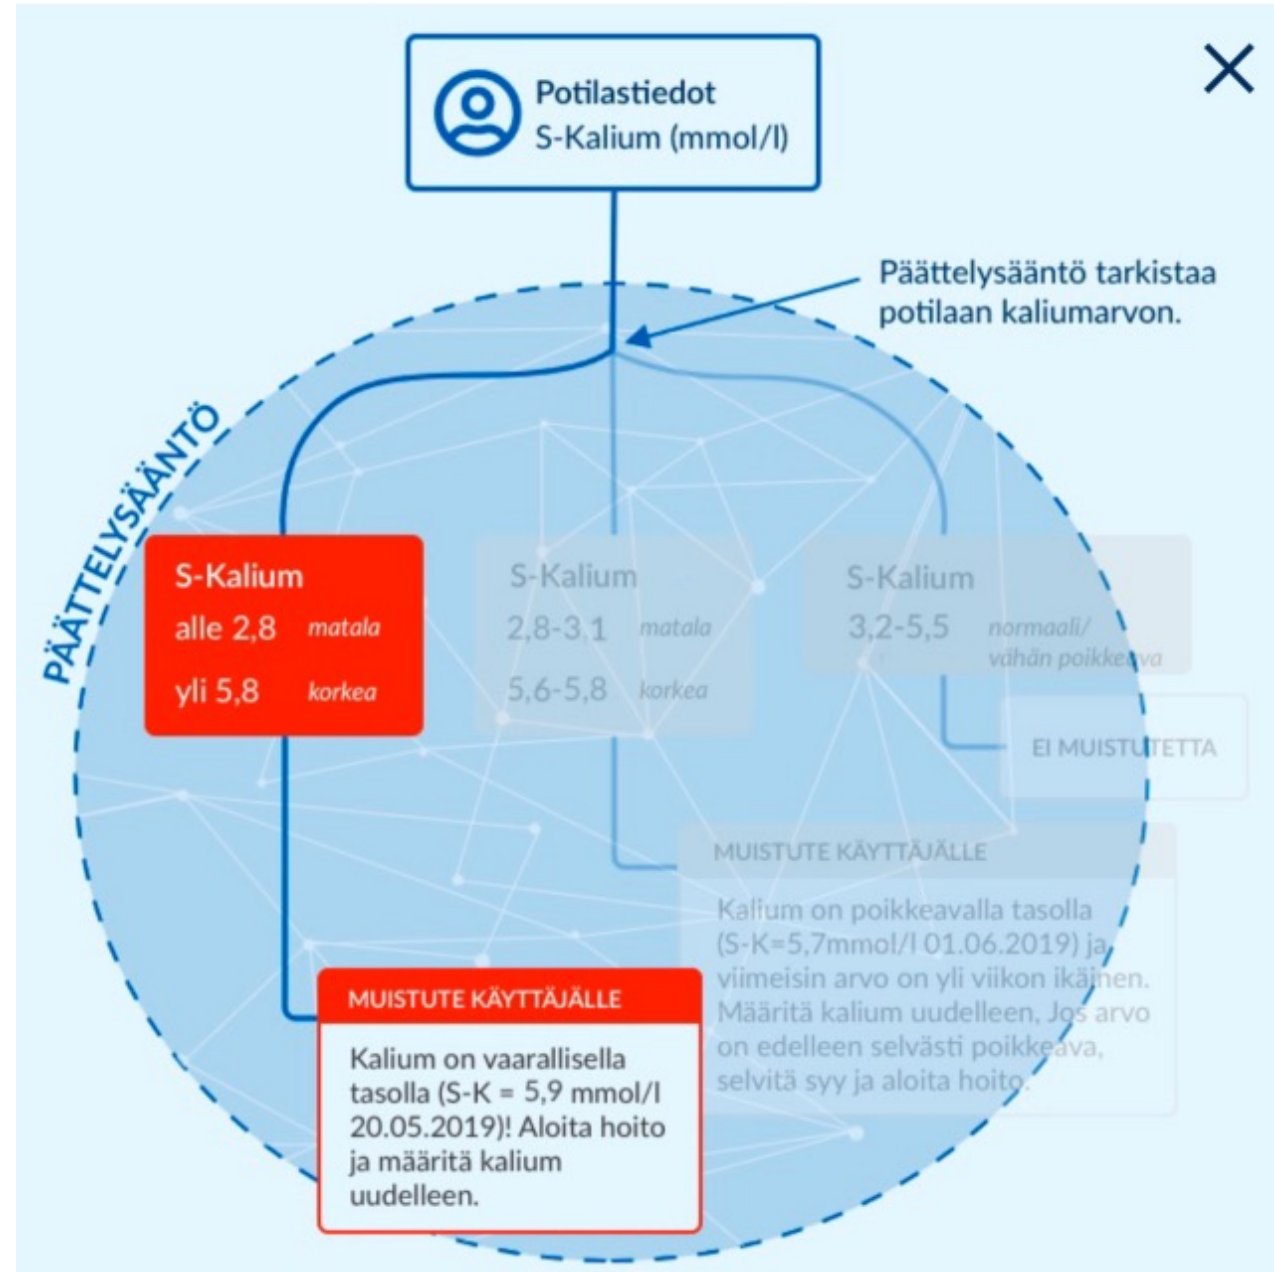 Potilastiedot
S-Kalium (mmol/l)
Päättelysääntö tarkistaa
potilaan kaliumarvon.
PÄÄTTELYSÄÄNTÖ
S-Kalium
alle 2,8 matala
yli 5,8 korkea
S-Kalium
2,8-3.1 matala
5,6-5,8 korkea
S-Kalium
3,2-5,5 normaali/
vähän poikkeava
EI MUISTUTETTA
MUISTUTE KÄYTTÄJÄLLE
Kalium on poikkeavalla tasolla
(S-K=5,7mmol/l 01.06.2019) ja
viimeisin arvo on yli viikon ikäinen.
Määritä kalium uudelleen, Jos arvo
on edelleen selvästi poikkeava,
selvitä syy ja aloita hoito.
MUISTUTE KÄYTTÄJÄLLE
Kalium on vaarallisella
tasolla (S-K = 5,9 mmol/l
20.05.2019)! Aloita hoito
ja määritä kalium
uudelleen.